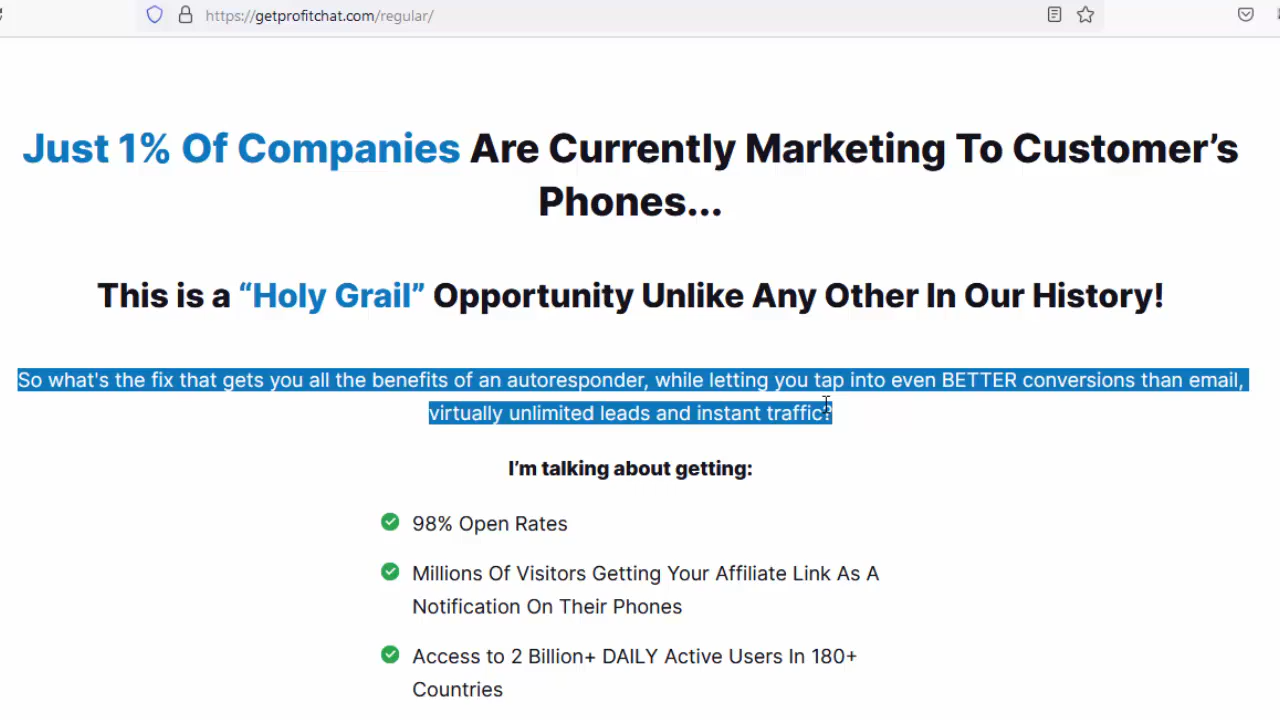 https://getprofitchat.com/regular/
Just 1% Of Companies Are Currently Marketing To Customer’s
Phones...
This is a “Holy Grail” Opportunity Unlike Any Other In Our History!
So what's the fix that gets you all the benefits of an autoresponder, while letting you tap into even BETTER conversions than email,
virtually unlimited leads and instant traffic?
I’m talking about getting:
98% Open Rates
Millions Of Visitors Getting Your Affiliate Link As A
Notification On Their Phones
Access to 2 Billion+ DAILY Active Users In 180+
Countries